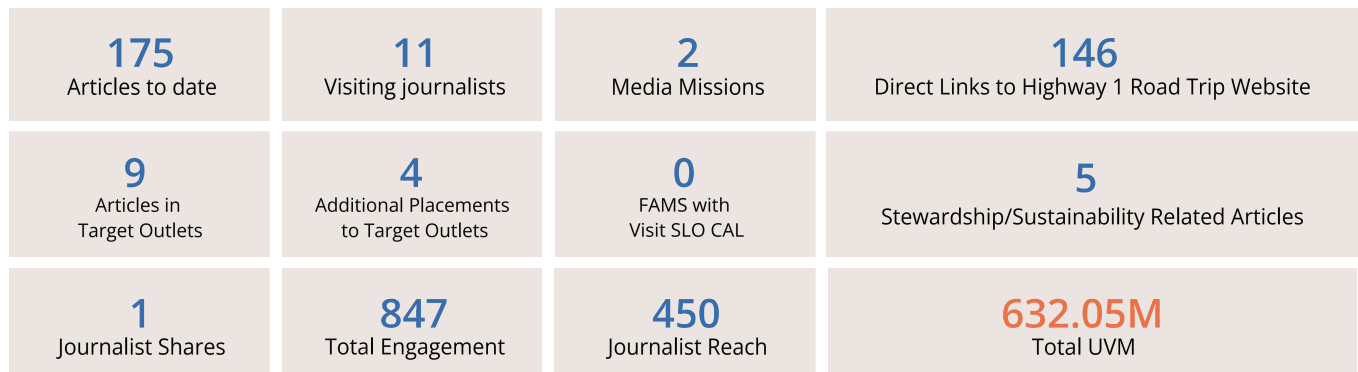 175
Articles to date
11
Visiting journalists
2
Media Missions
146
Direct Links to Highway 1 Road Trip Website
9
Articles in
Target Outlets
4
Additional Placements
to Target Outlets
0
FAMS with
Visit SLO CAL
5
Stewardship/Sustainability Related Articles
1
Journalist Shares
847
Total Engagement
450
Journalist Reach
632.05M
Total UVM